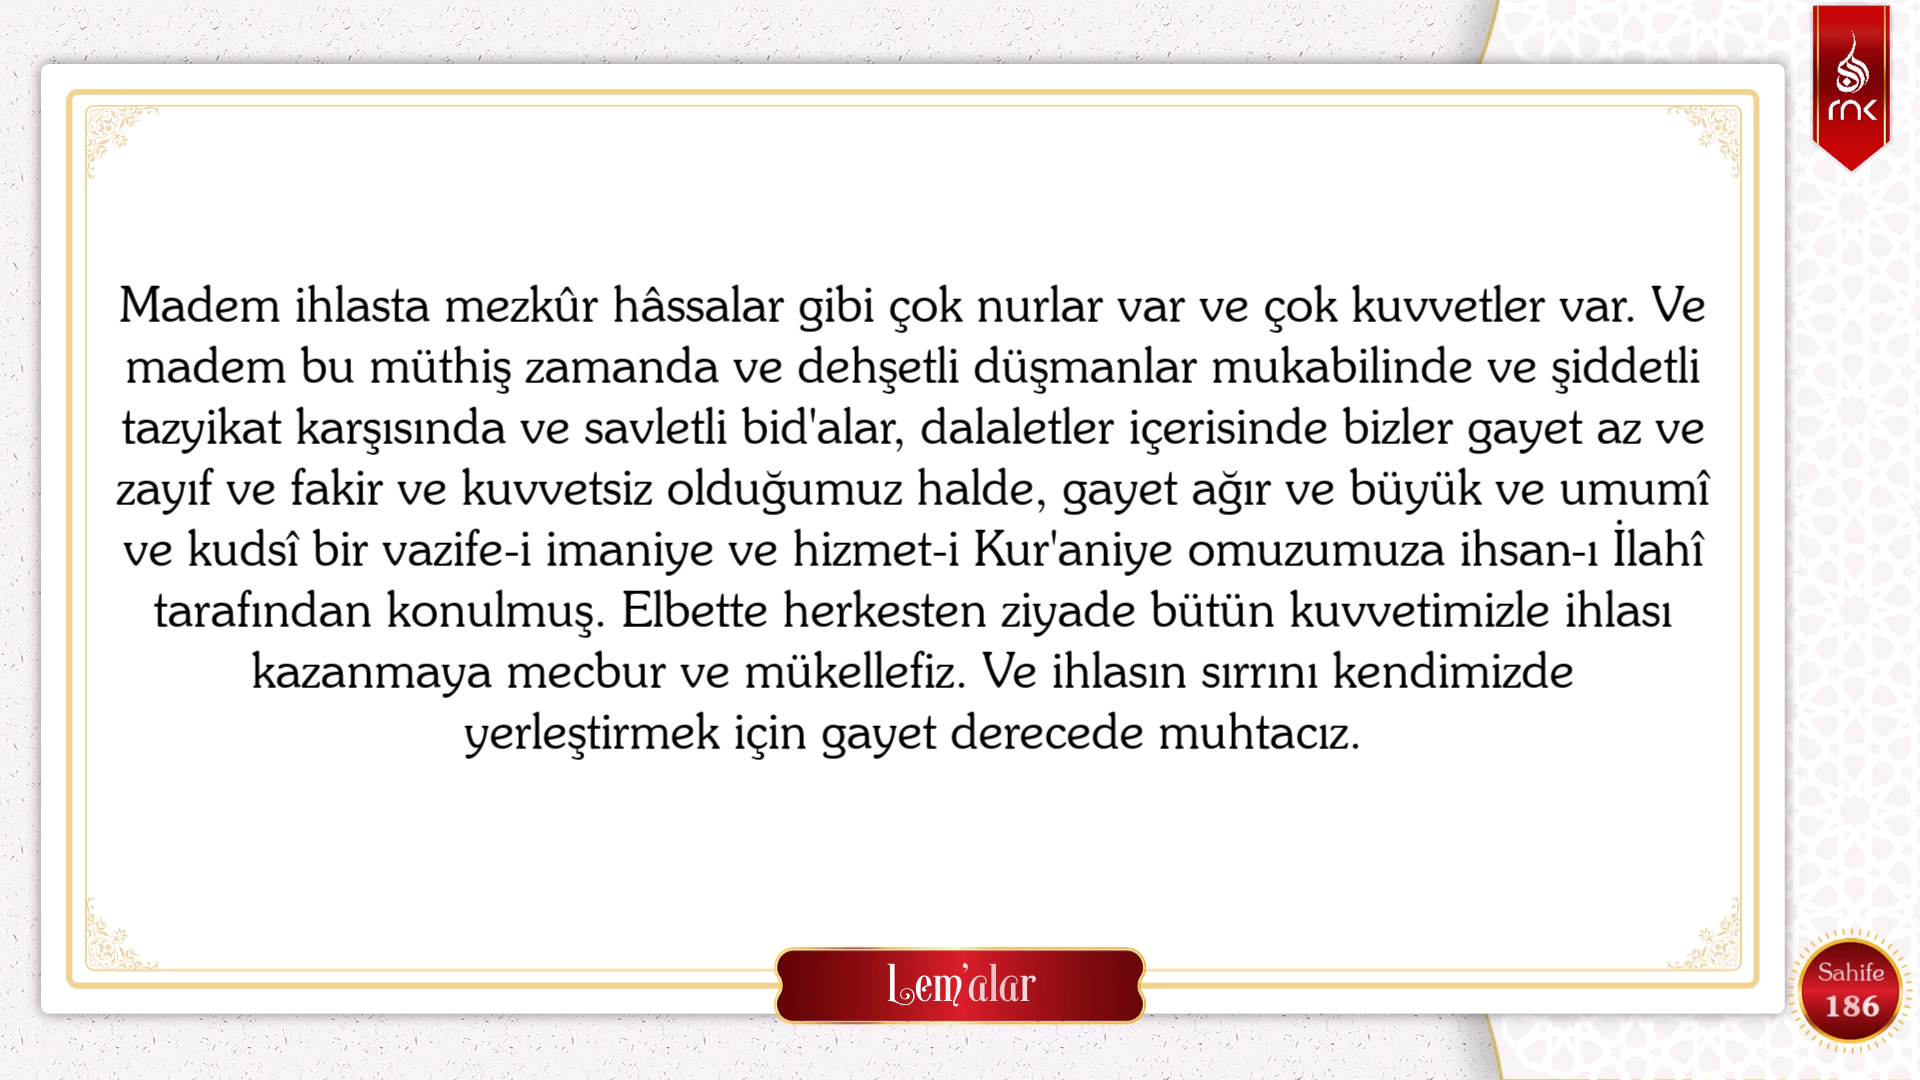 rnk
Madem ihlasta mezkûr hâssalar gibi çok nurlar var ve çok kuvvetler var. Ve
madem bu müthiş zamanda ve dehşetli düşmanlar mukabilinde ve şiddetli
tazyikat karşısında ve savletli bid'alar, dalaletler içerisinde bizler gayet az ve
zayıf ve fakir ve kuvvetsiz olduğumuz halde, gayet ağır ve büyük ve umumî
ve kudsî bir vazife-i imaniye ve hizmet-i Kur'aniye omuzumuza ihsan-ı İlahî
tarafından konulmuş. Elbette herkesten ziyade bütün kuvvetimizle ihlası
kazanmaya mecbur ve mükellefiz. Ve ihlasın sırrını kendimizde
yerleştirmek için gayet derecede muhtacız.
Lem'alar
Sahife
186